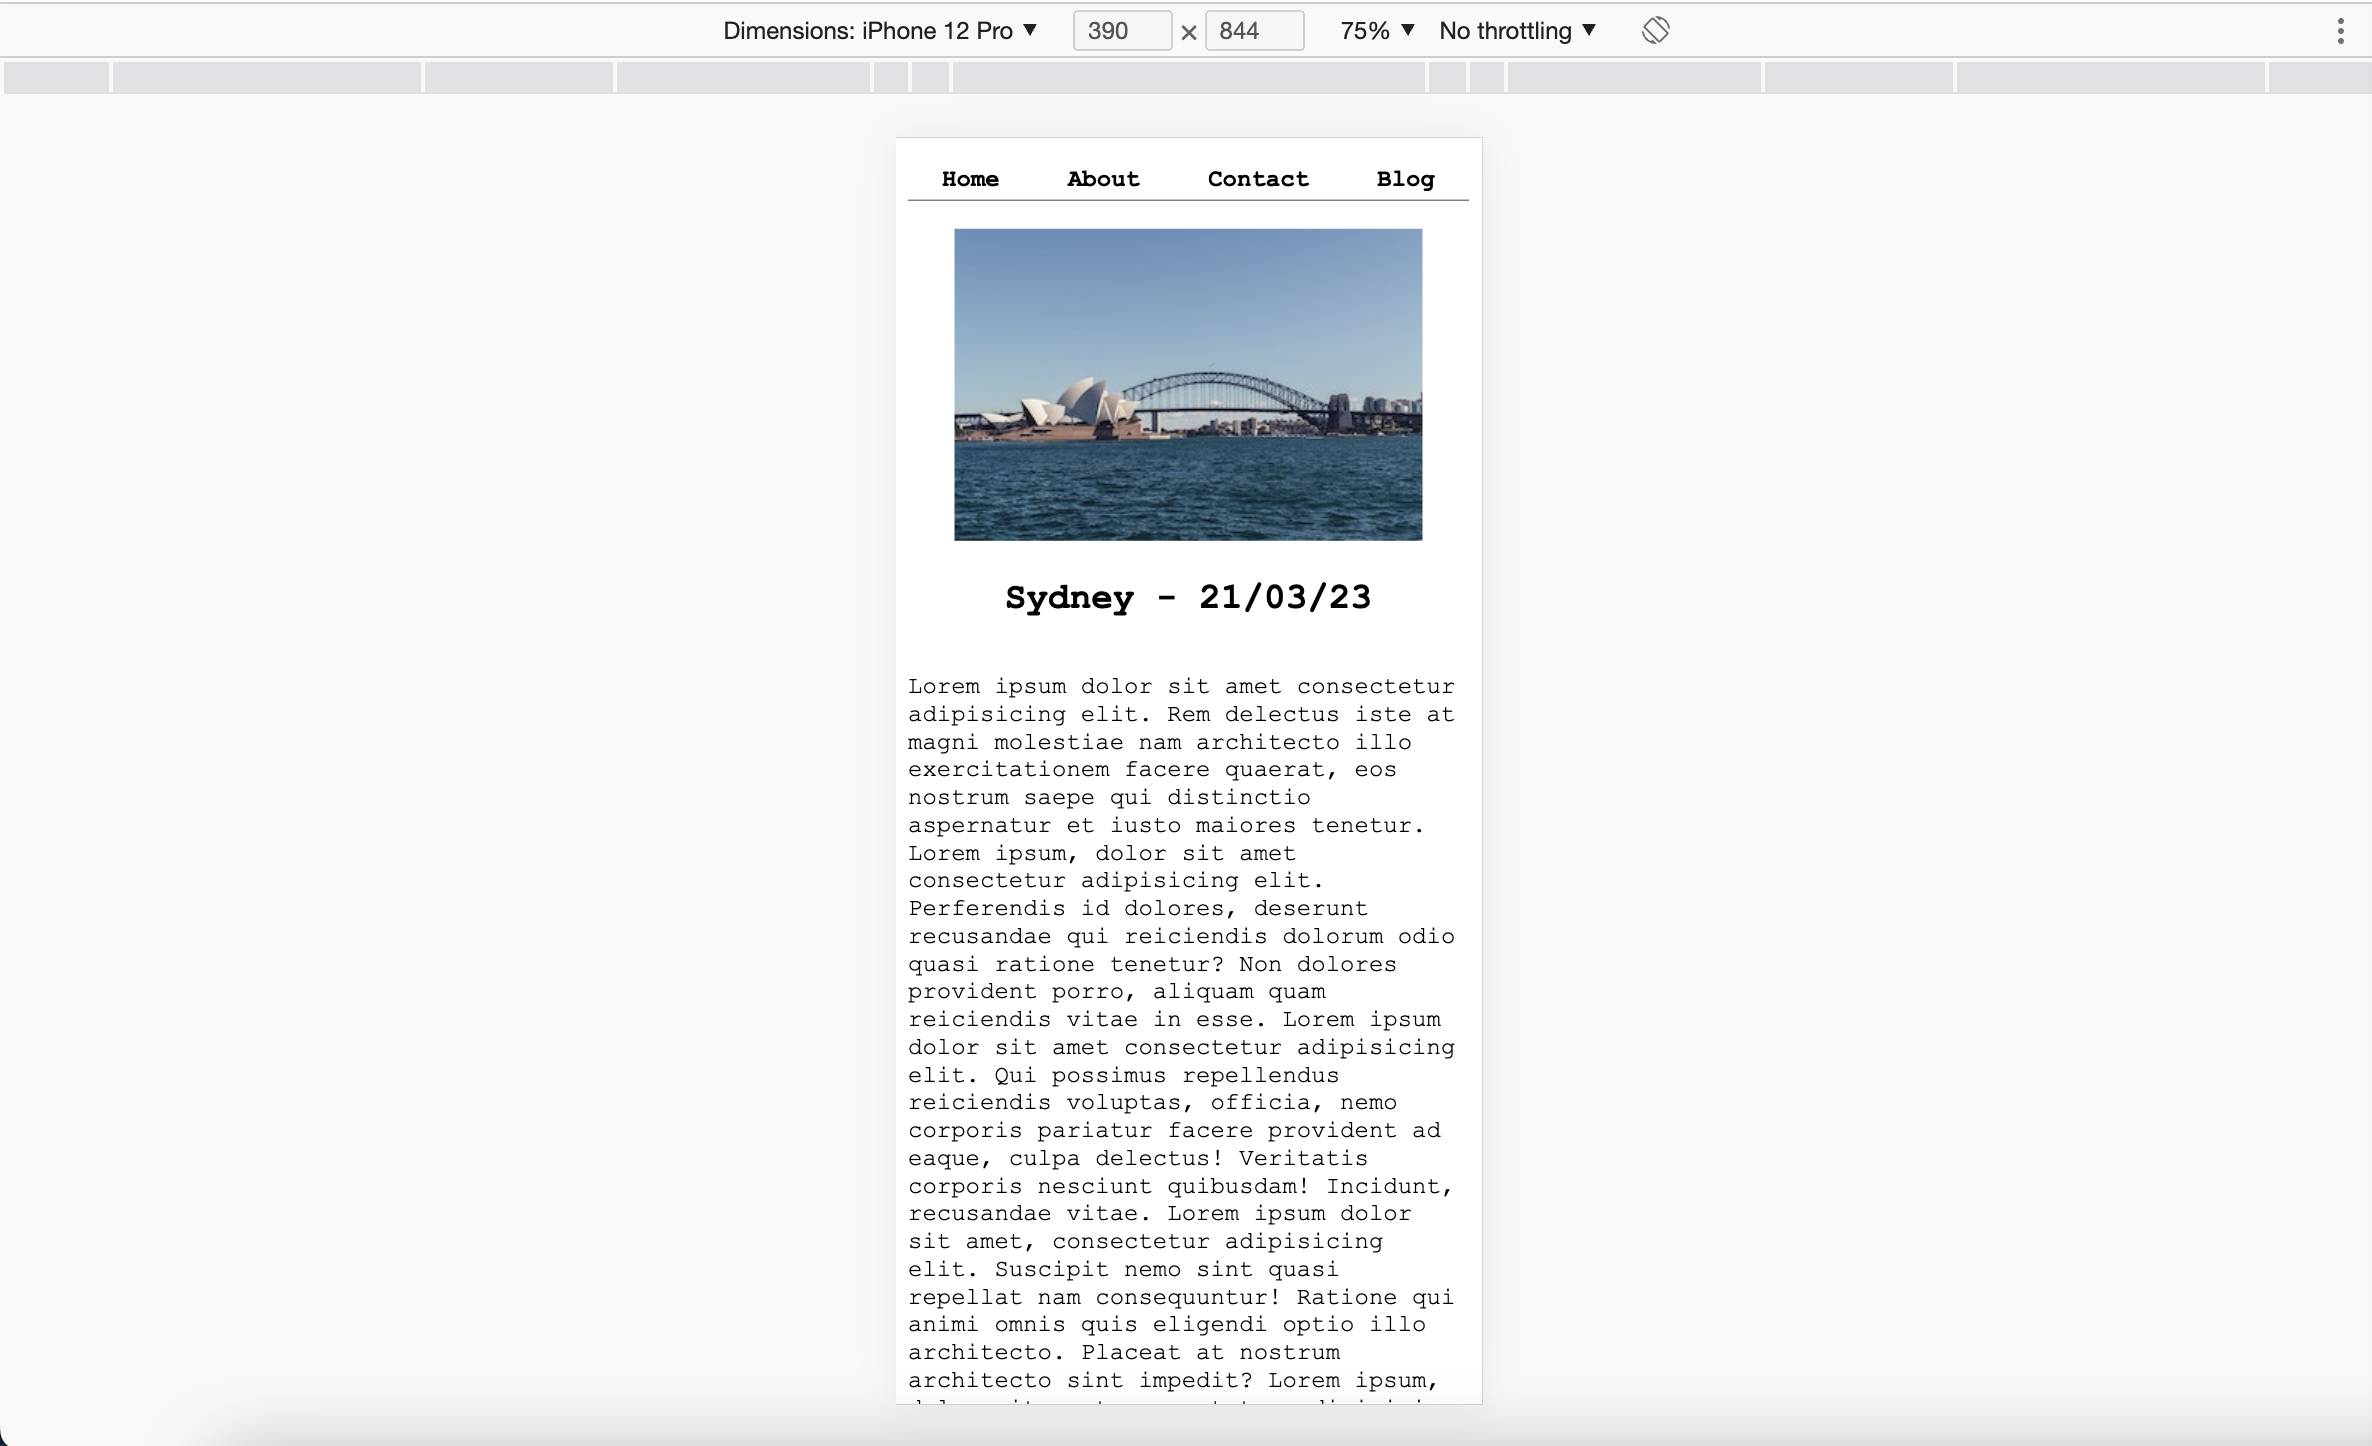 Dimensions: iPhone 12 Pro ▼ 390 × 844 75% ▼ No throttling ▼
Home About Contact Blog
Sydney - 21/03/23
Lorem ipsum dolor sit amet consectetur
adipisicing elit. Rem delectus iste at
magni molestiae nam architecto illo
exercitationem facere quaerat, eos
nostrum saepe qui distinctio
aspernatur et iusto maiores tenetur.
Lorem ipsum, dolor sit amet
consectetur adipisicing elit.
Perferendis id dolores, deserunt
recusandae qui reiciendis dolorum odio
quasi ratione tenetur? Non dolores
provident porro, aliquam quam
reiciendis vitae in esse. Lorem ipsum
dolor sit amet consectetur adipisicing
elit. Qui possimus repellendus
reiciendis voluptas, officia, nemo
corporis pariatur facere provident ad
eaque, culpa delectus! Veritatis
corporis nesciunt quibusdam! Incidunt,
recusandae vitae. Lorem ipsum dolor
sit amet, consectetur adipisicing
elit. Suscipit nemo sint quasi
repellat nam consequuntur! Ratione qui
animi omnis quis eligendi optio illo
architecto. Placeat at nostrum
architecto sint impedit? Lorem ipsum,